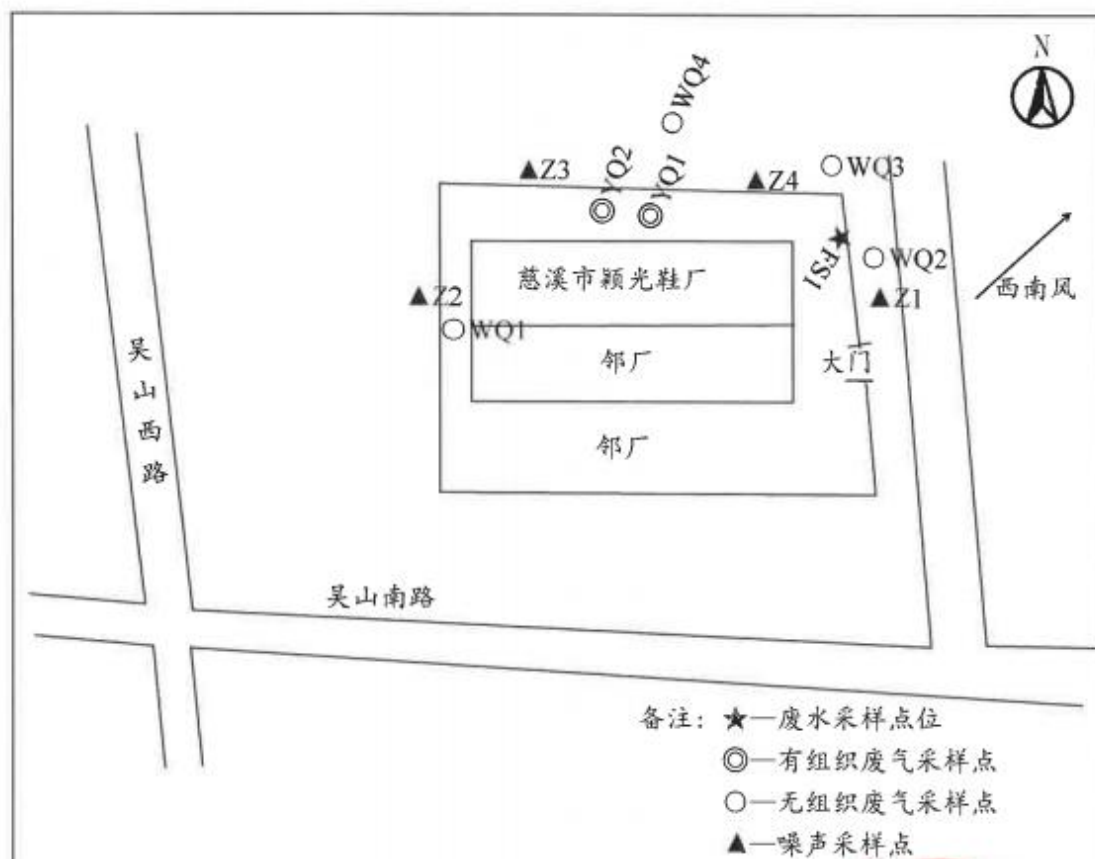 N
WQ4
Z3
YQ2
YQ1
Z4
WQ3
FS1
WQ2
西南风
慈溪市颖光鞋厂
Z2
Z1
WQ1
邻厂
大门
吴山西路
邻厂
吴山南路
备注：★—废水采样点位
◎—有组织废气采样点
○—无组织废气采样点
▲—噪声采样点